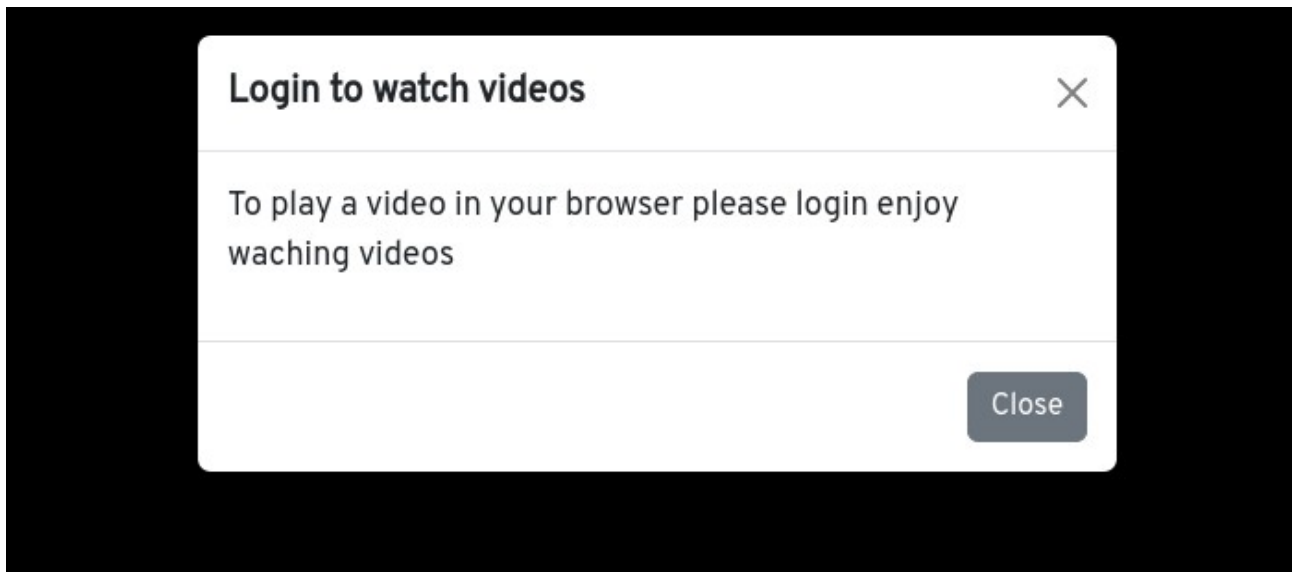 Login to watch videos
To play a video in your browser please login enjoy
waching videos
Close